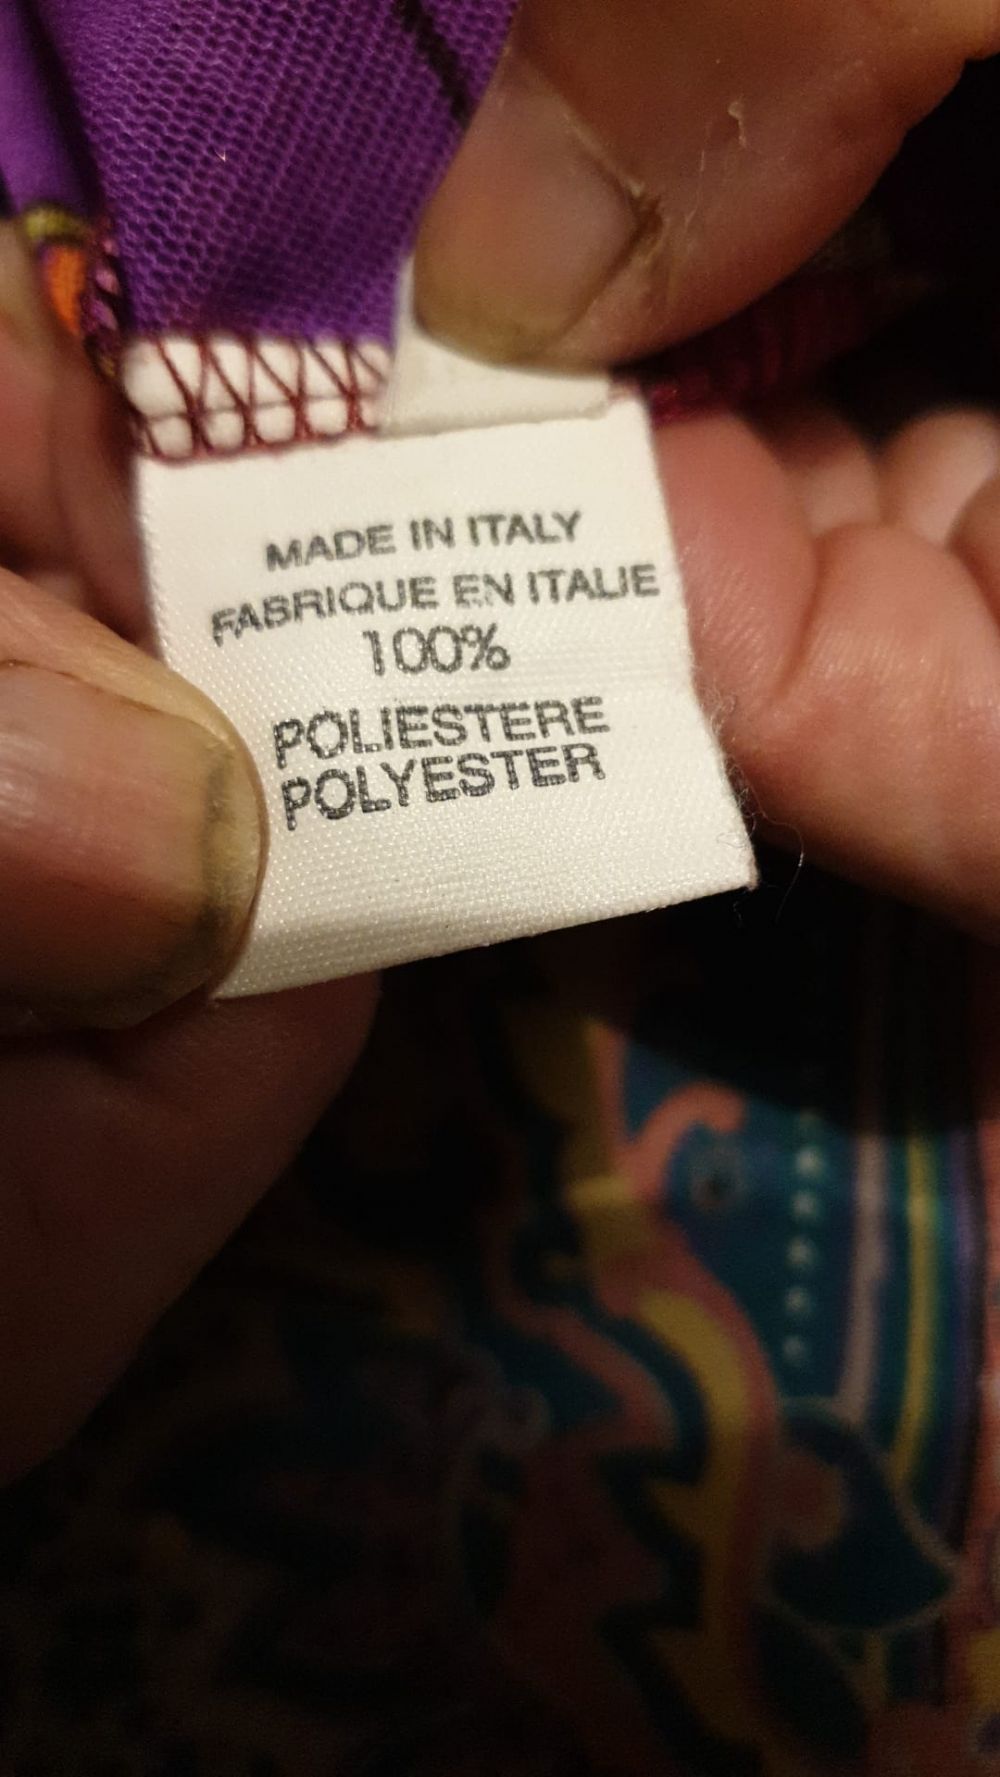 MADE IN ITALY
FABRIQUE EN ITALIE
100%
POLIESTERE
POLYESTER